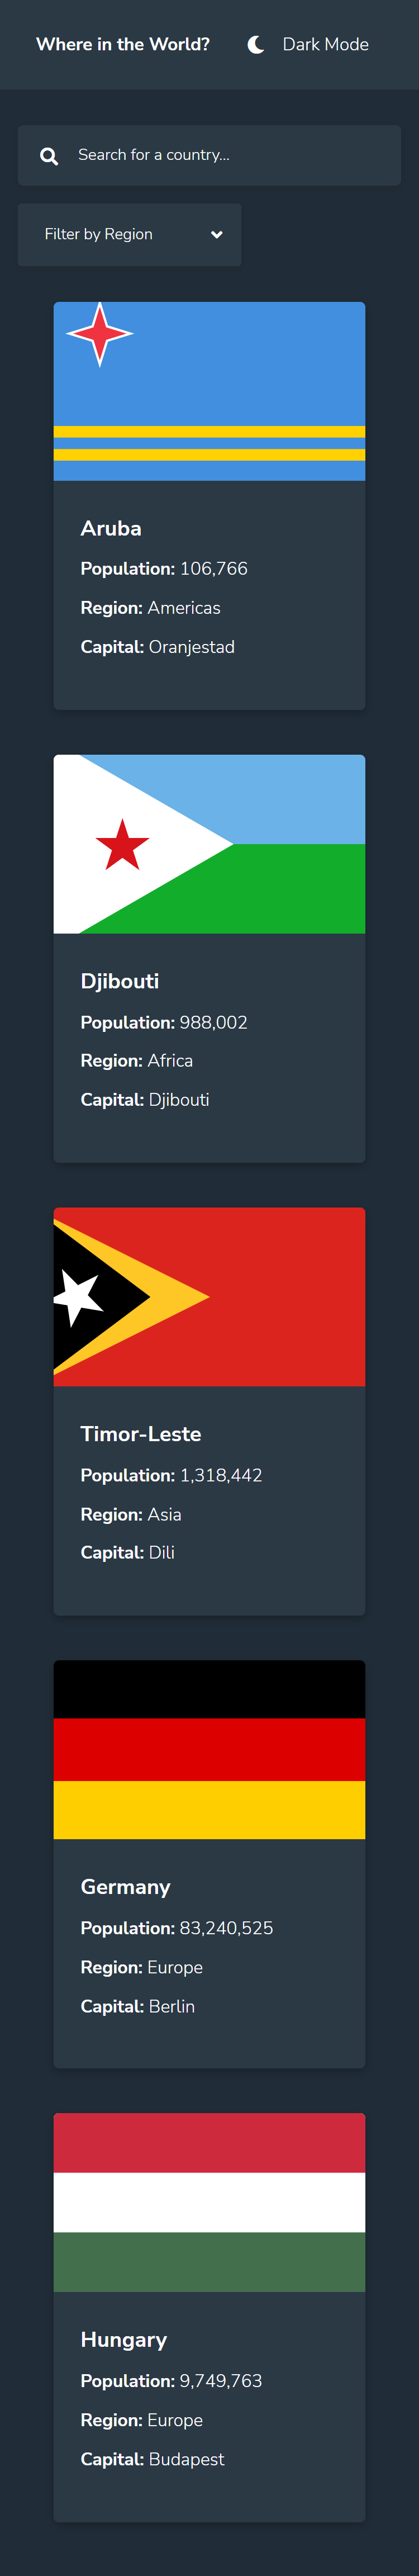 Where in the World?
Dark Mode
Search for a country...
Filter by Region
Aruba
Population: 106,766
Region: Americas
Capital: Oranjestad
Djibouti
Population: 988,002
Region: Africa
Capital: Djibouti
Timor-Leste
Population: 1,318,442
Region: Asia
Capital: Dili
Germany
Population: 83,240,525
Region: Europe
Capital: Berlin
Hungary
Population: 9,749,763
Region: Europe
Capital: Budapest